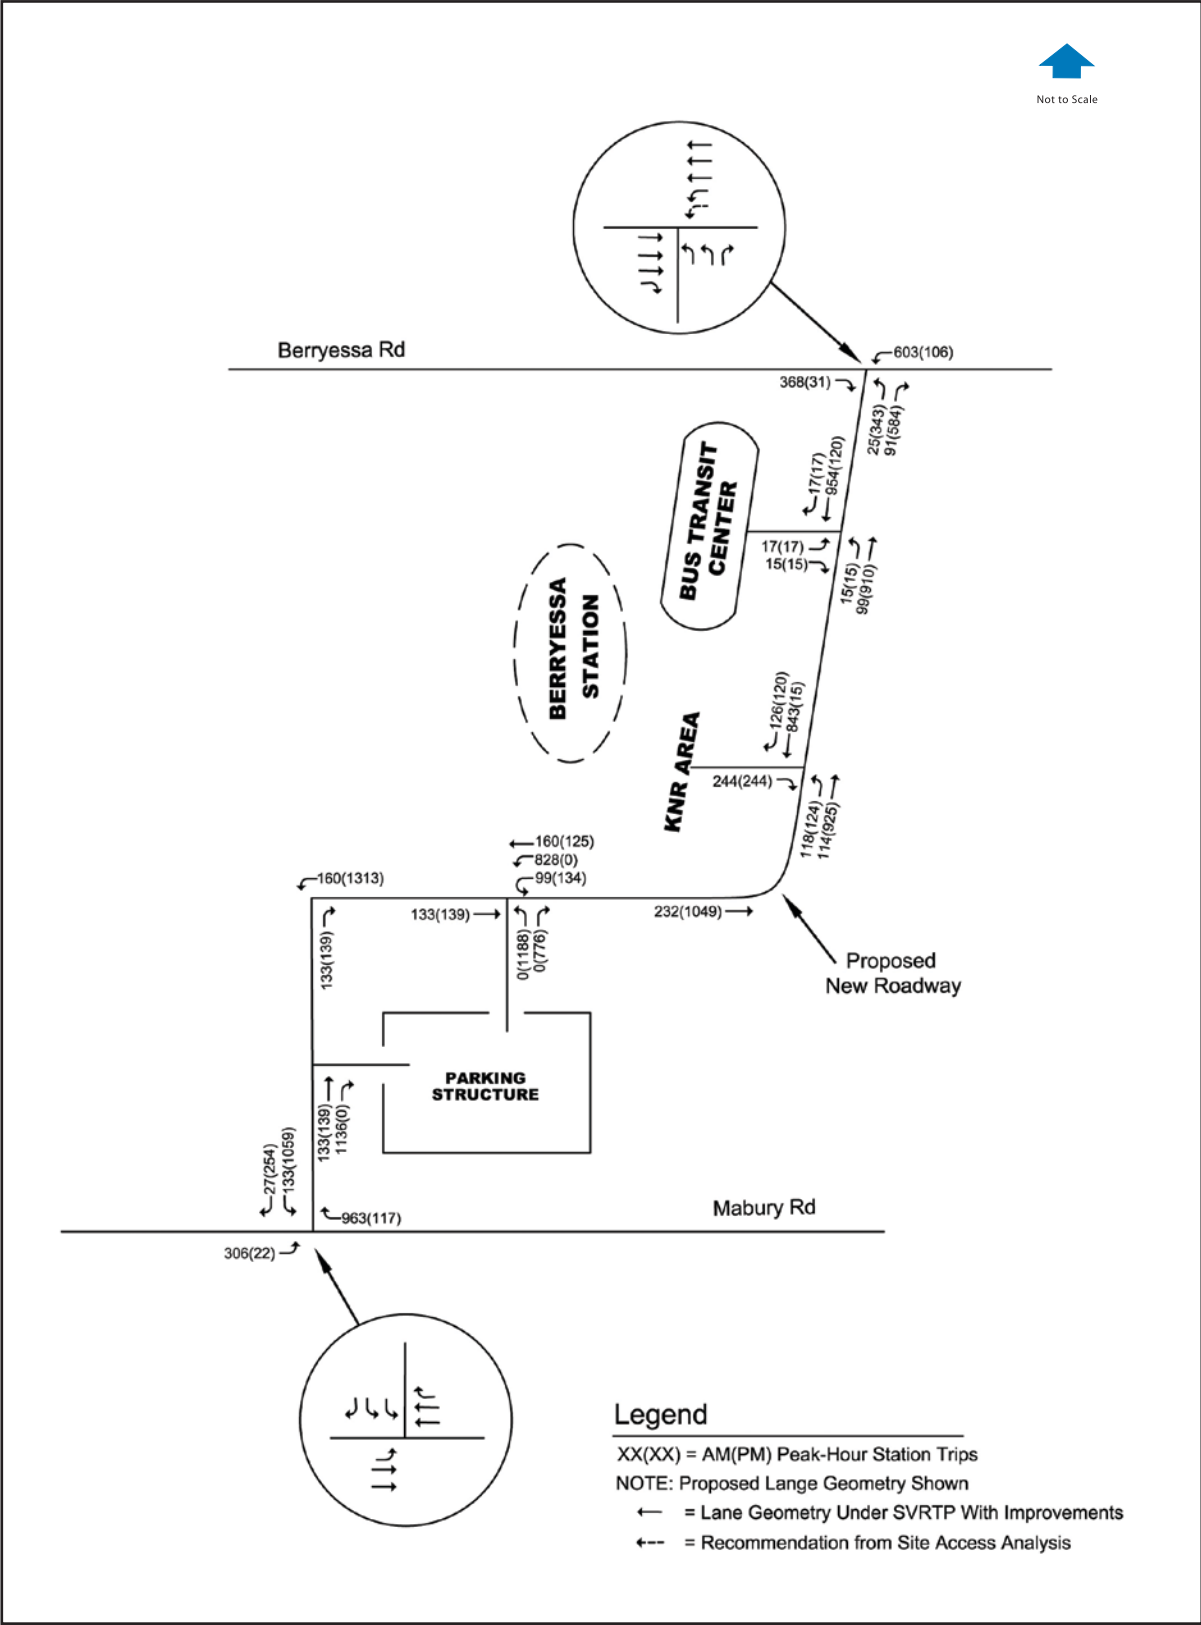 Not to Scale
Berryessa Rd
603(106)
368(31)
25(343)
91(584)
17(17)
954(120)
BUS TRANSIT
CENTER
17(17)
15(15)
15(15)
99(910)
BERRYESSA
STATION
126(120)
843(15)
KNR AREA
244(244)
118(124)
114(925)
160(125)
828(0)
99(134)
160(1313)
133(139)
232(1049)
133(139)
0(1188)
0(776)
Proposed
New Roadway
PARKING
STRUCTURE
133(139)
1136(0)
27(254)
133(1059)
963(117)
Mabury Rd
306(22)
Legend
XX(XX) = AM(PM) Peak-Hour Station Trips
NOTE: Proposed Lange Geometry Shown
= Lane Geometry Under SVRTP With Improvements
= Recommendation from Site Access Analysis